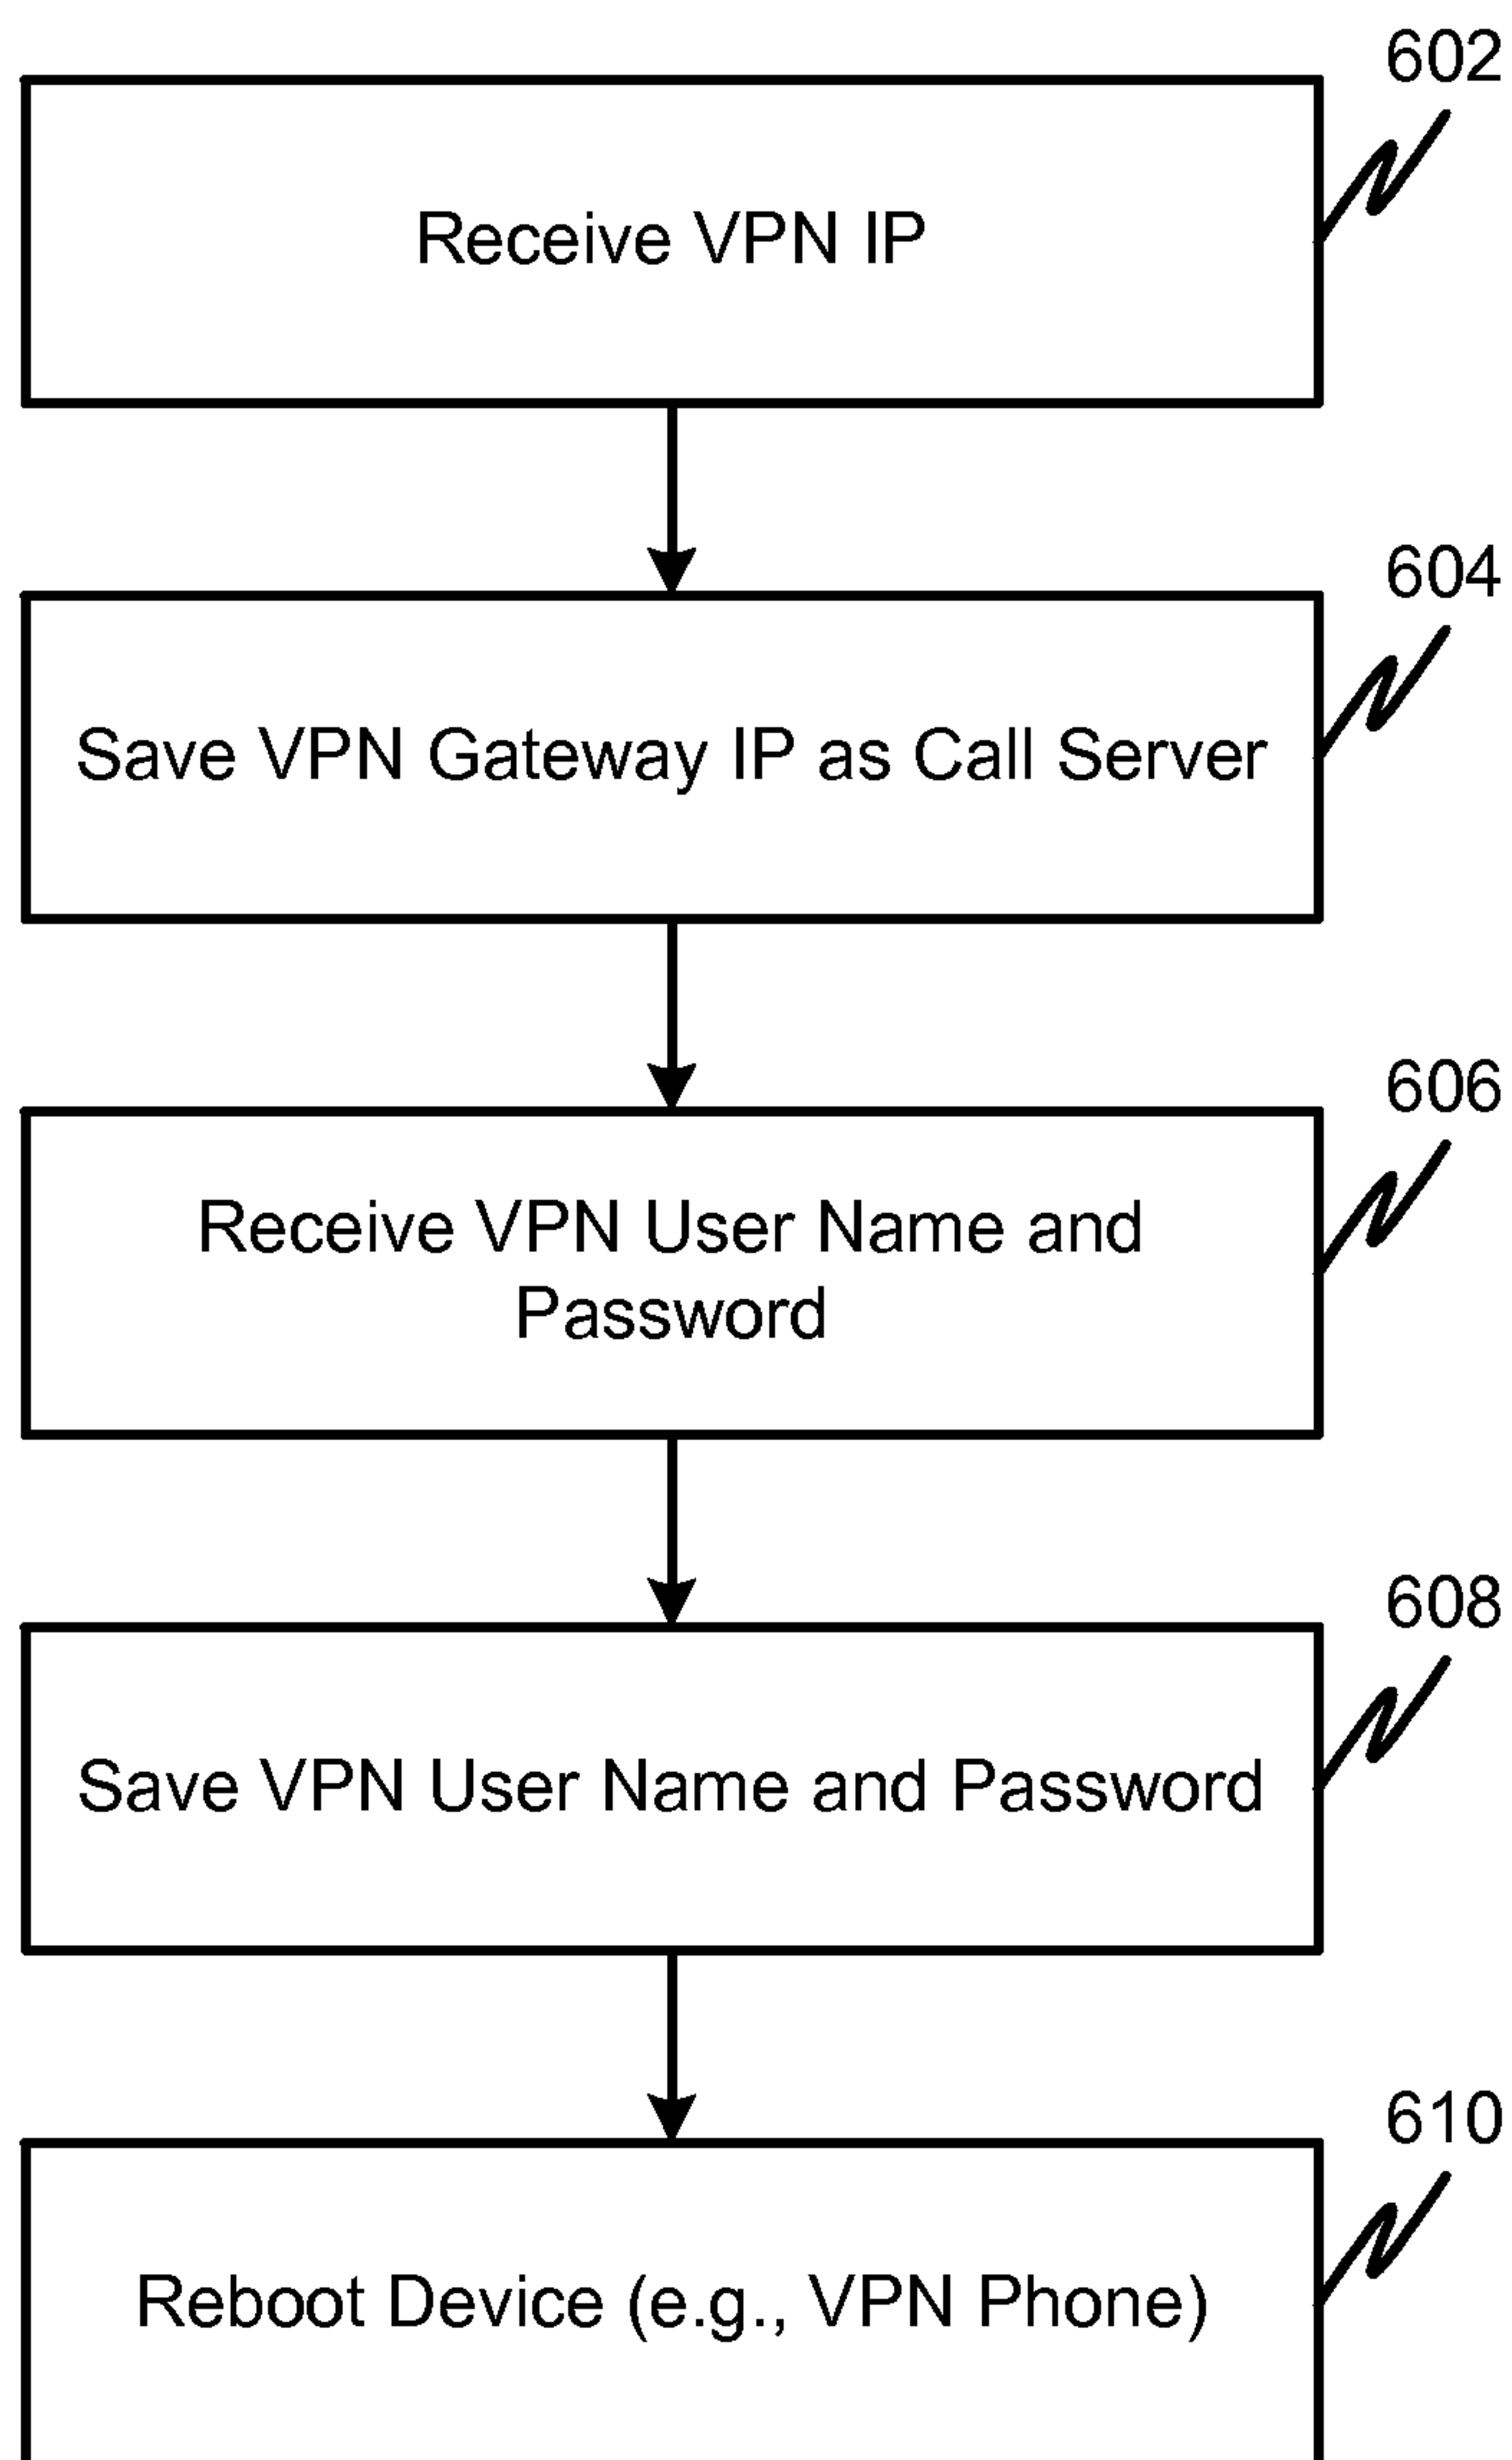 602
Receive VPN IP
604
Save VPN Gateway IP as Call Server
606
Receive VPN User Name and
Password
608
Save VPN User Name and Password
610
Reboot Device (e.g., VPN Phone)